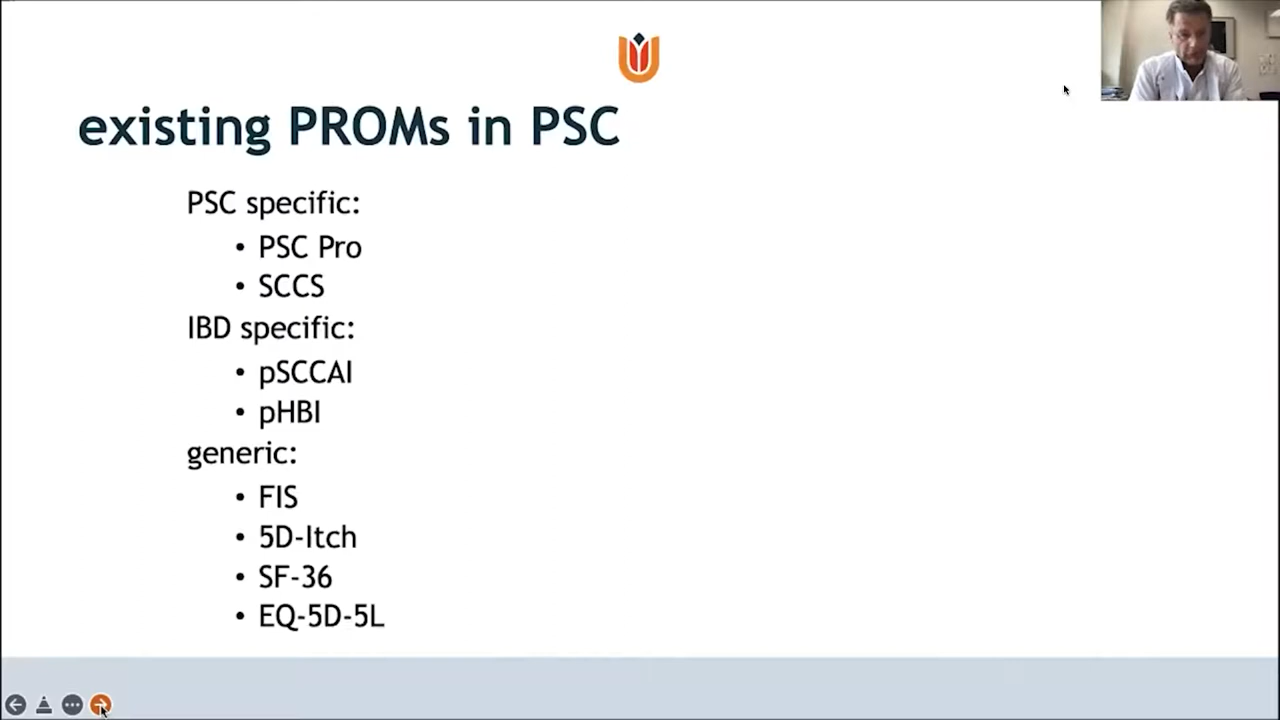 existing PROMs in PSC
PSC specific:
• PSC Pro
• SCCS
IBD specific:
• pSCCAI
• pHBI
generic:
• FIS
• 5D-Itch
• SF-36
• EQ-5D-5L